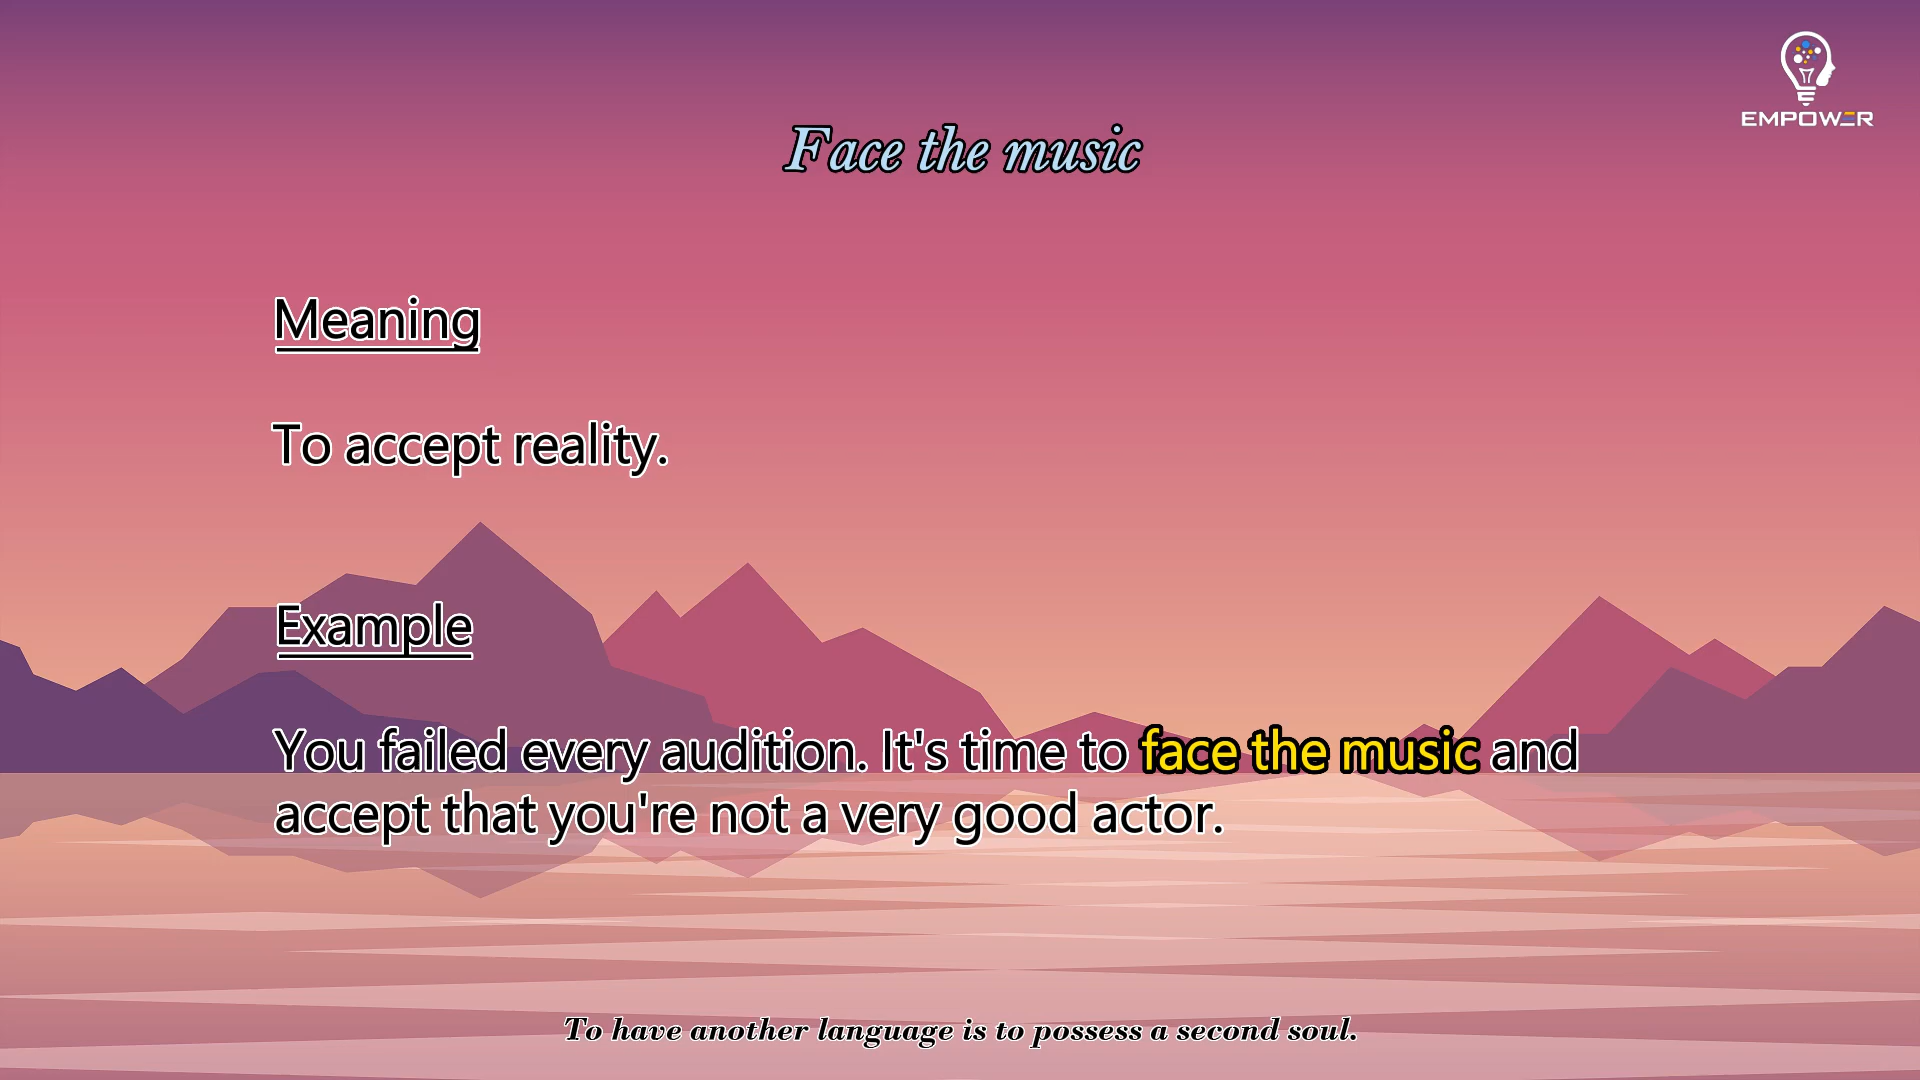 EMPOWER
Face the music
Meaning
To accept reality.
Example
You failed every audition. It's time to face the music and
accept that you're not a very good actor.
To have another language is to possess a second soul.